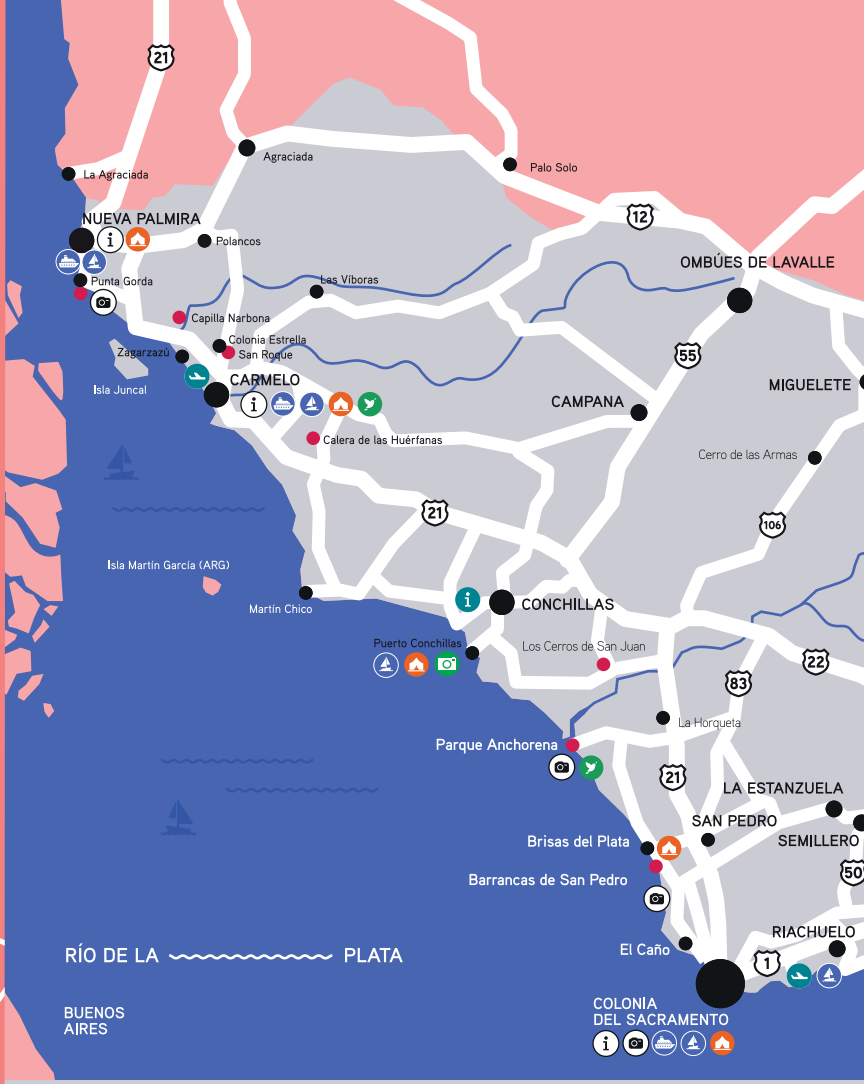 21
Agraciada
Palo Solo
La Agraciada
NUEVA PALMIRA
i
12
Polancos
OMBÚES DE LAVALLE
Punta Gorda
Las Víboras
Capilla Narbona
Colonia Estrella
Zagarzazú
San Roque
55
CARMELO
Isla Juncal
MIGUELETE
i
CAMPANA
Calera de las Huérfanas
Cerro de las Armas
21
106
Isla Martín García (ARG)
Martín Chico
i
CONCHILLAS
Puerto Conchillas
Los Cerros de San Juan
22
83
La Horqueta
Parque Anchorena
21
LA ESTANZUELA
SAN PEDRO
Brisas del Plata
SEMILLERO
Barrancas de San Pedro
50
RIACHUELO
El Caño
RÍO DE LA
PLATA
1
BUENOS
AIRES
COLONIA
DEL SACRAMENTO
i